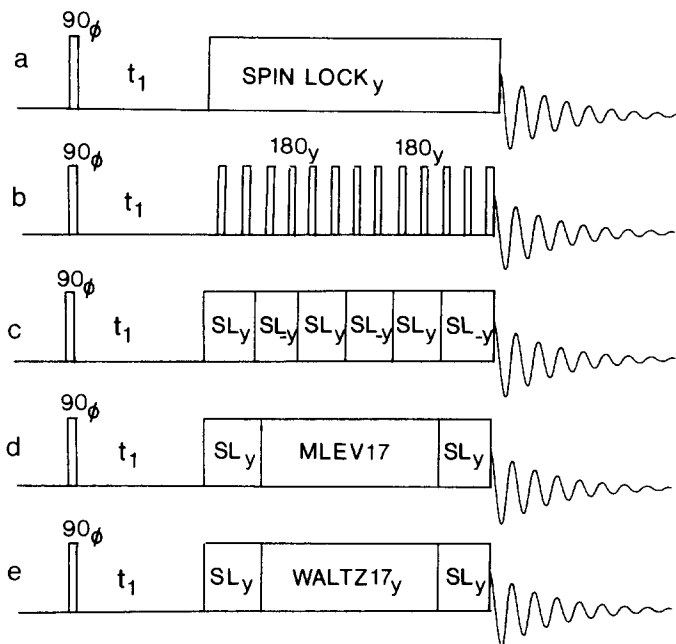 90φ
a t₁ SPIN LOCK y
90φ 180y 180y
b t₁
90φ
c t₁ SLy SL-y SLy SL-y SLy SL-y
90φ
d t₁ SLy MLEV17 SLy
90φ
e t₁ SLy WALTZ17y SLy